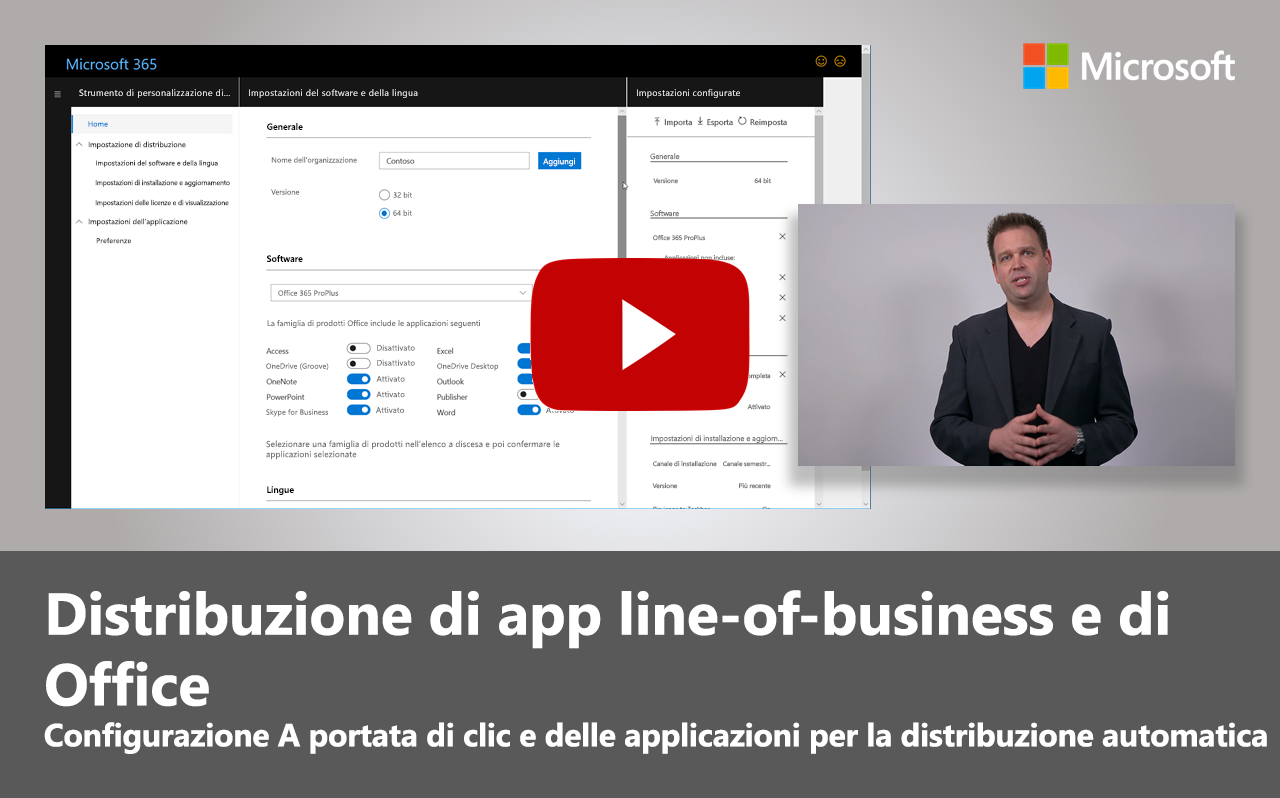 Microsoft 365
Microsoft
Strumento di personalizzazione di...
Impostazioni del software e della lingua
Impostazioni configurate
Home
Impostazione di distribuzione
Impostazioni del software e della lingua
Impostazioni di installazione e aggiornamento
Impostazioni delle licenze e di visualizzazione
Impostazioni dell'applicazione
Preferenze
Generale
Nome dell'organizzazione Contoso Aggiungi
Versione
32 bit
64 bit
Software
Office 365 ProPlus
La famiglia di prodotti Office include le applicazioni seguenti
Access Disattivato Excel
OneDrive (Groove) Disattivato OneDrive Desktop
OneNote Attivato Outlook
PowerPoint Attivato Publisher
Skype for Business Attivato Word Attivato
Selezionare una famiglia di prodotti nell'elenco a discesa e poi confermare le
applicazioni selezionate
Lingue
Importa Esporta Reimposta
Generale
Versione 64 bit
Software
Office 365 ProPlus
Applicazioni non incluse:
Attivato
Impostazioni di installazione e aggiorn...
Canale di installazione Canale semestr...
Versione Più recente
Distribuzione di app line-of-business e di
Office
Configurazione A portata di clic e delle applicazioni per la distribuzione automatica